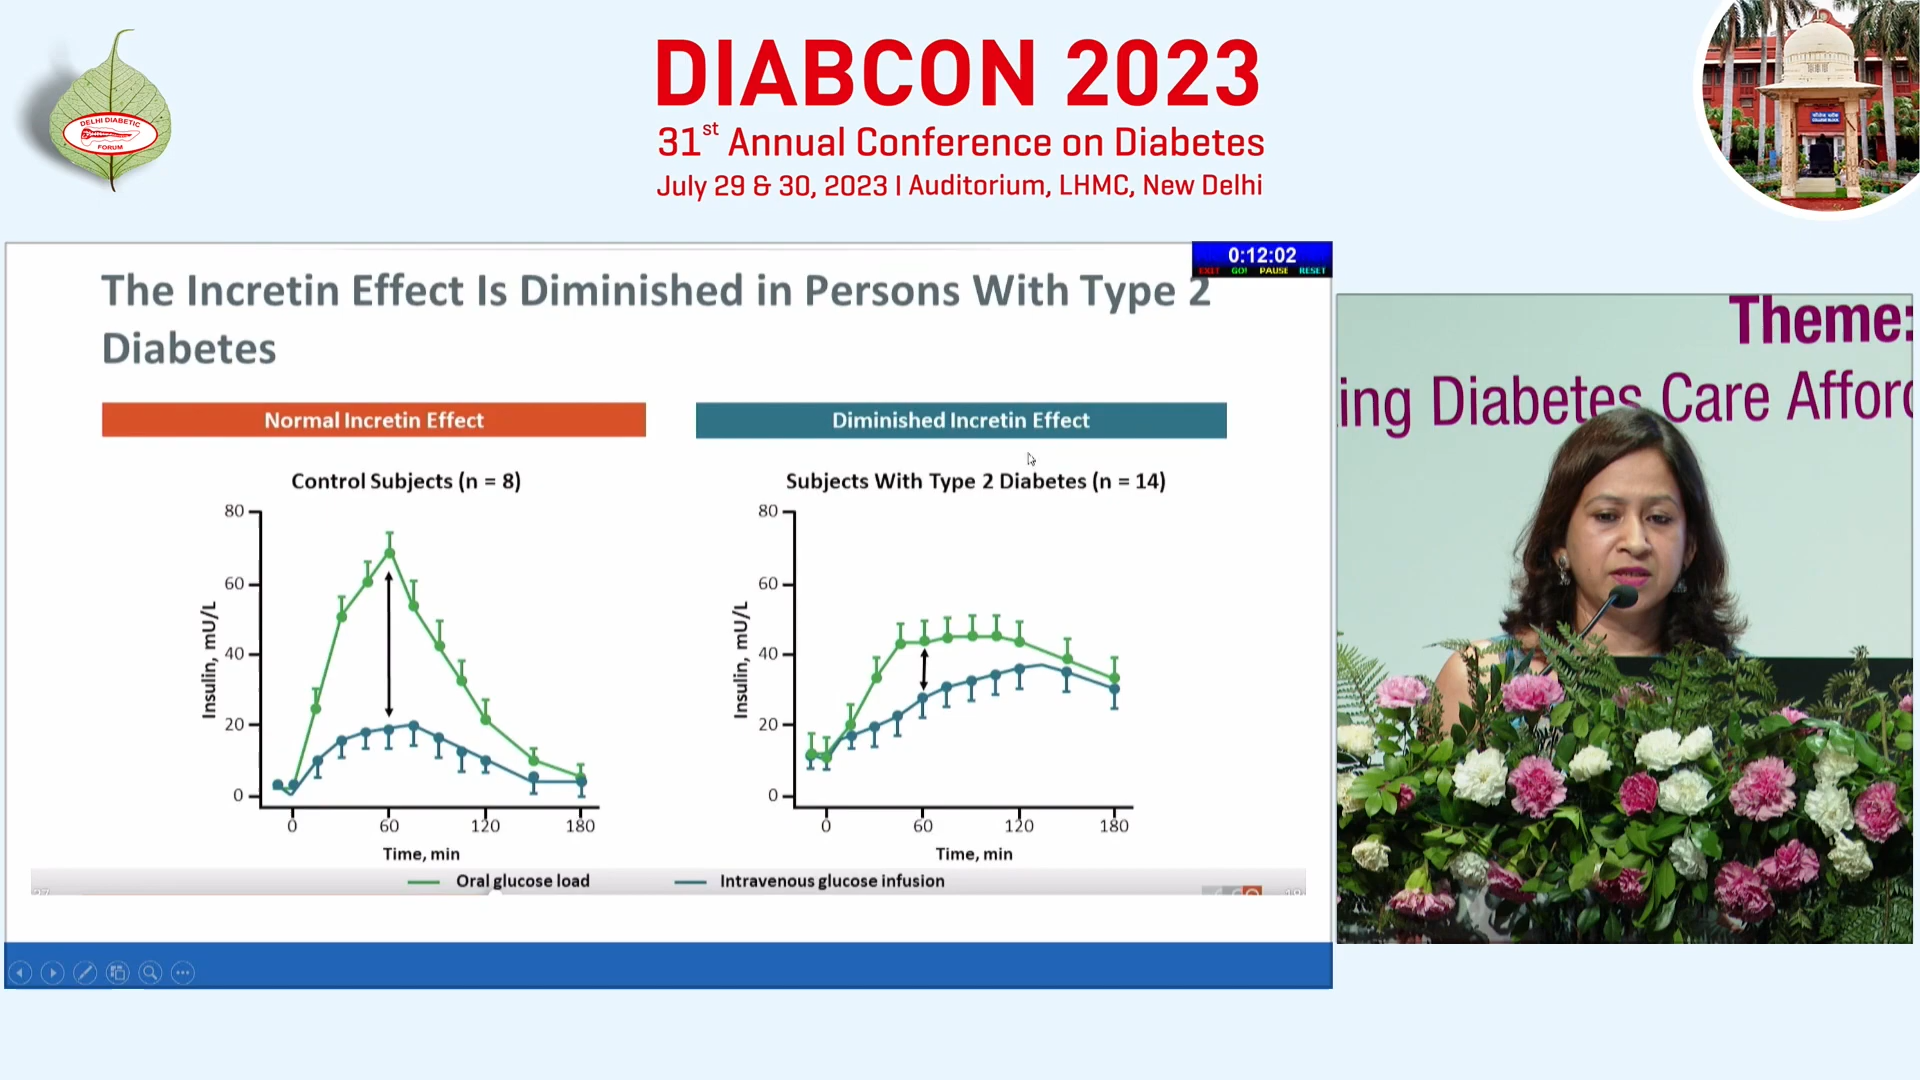 DELHI DIABETIC
FORUM
DIABCON 2023
31st Annual Conference on Diabetes
July 29 & 30, 2023 | Auditorium, LHMC, New Delhi
0:12:02
EXIT GO! PAUSE RESET
The Incretin Effect Is Diminished in Persons With Type 2
Diabetes
Normal Incretin Effect
Control Subjects (n = 8)
Insulin, mU/L
80
60
40
20
0
0 60 120 180
Time, min
Diminished Incretin Effect
Subjects With Type 2 Diabetes (n = 14)
Insulin, mU/L
80
60
40
20
0
0 60 120 180
Time, min
Oral glucose load
Intravenous glucose infusion
Theme:
ing Diabetes Care Afford